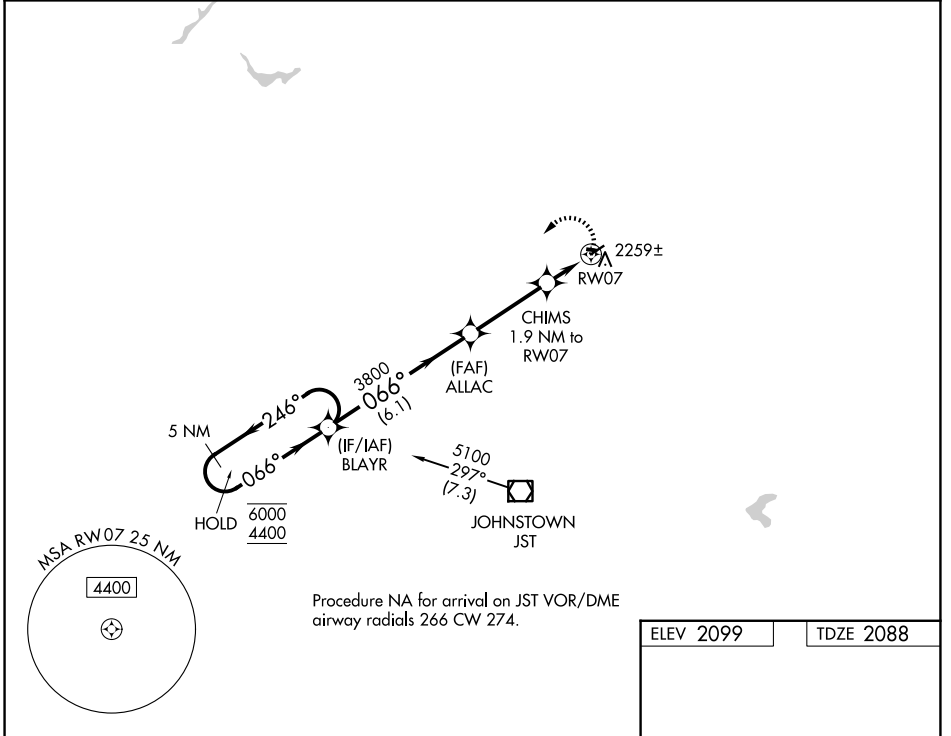 2259±
RW07
CHIMS
1.9 NM to
RW07
(FAF)
ALLAC
3800
066°
(6.1)
246°
5 NM
066°
(IF/IAF)
BLAYR
HOLD
6000
4400
5100
297°
(7.3)
JOHNSTOWN
JST
MSA RW07 25 NM
4400
Procedure NA for arrival on JST VOR/DME
airway radials 266 CW 274.
ELEV 2099
TDZE 2088